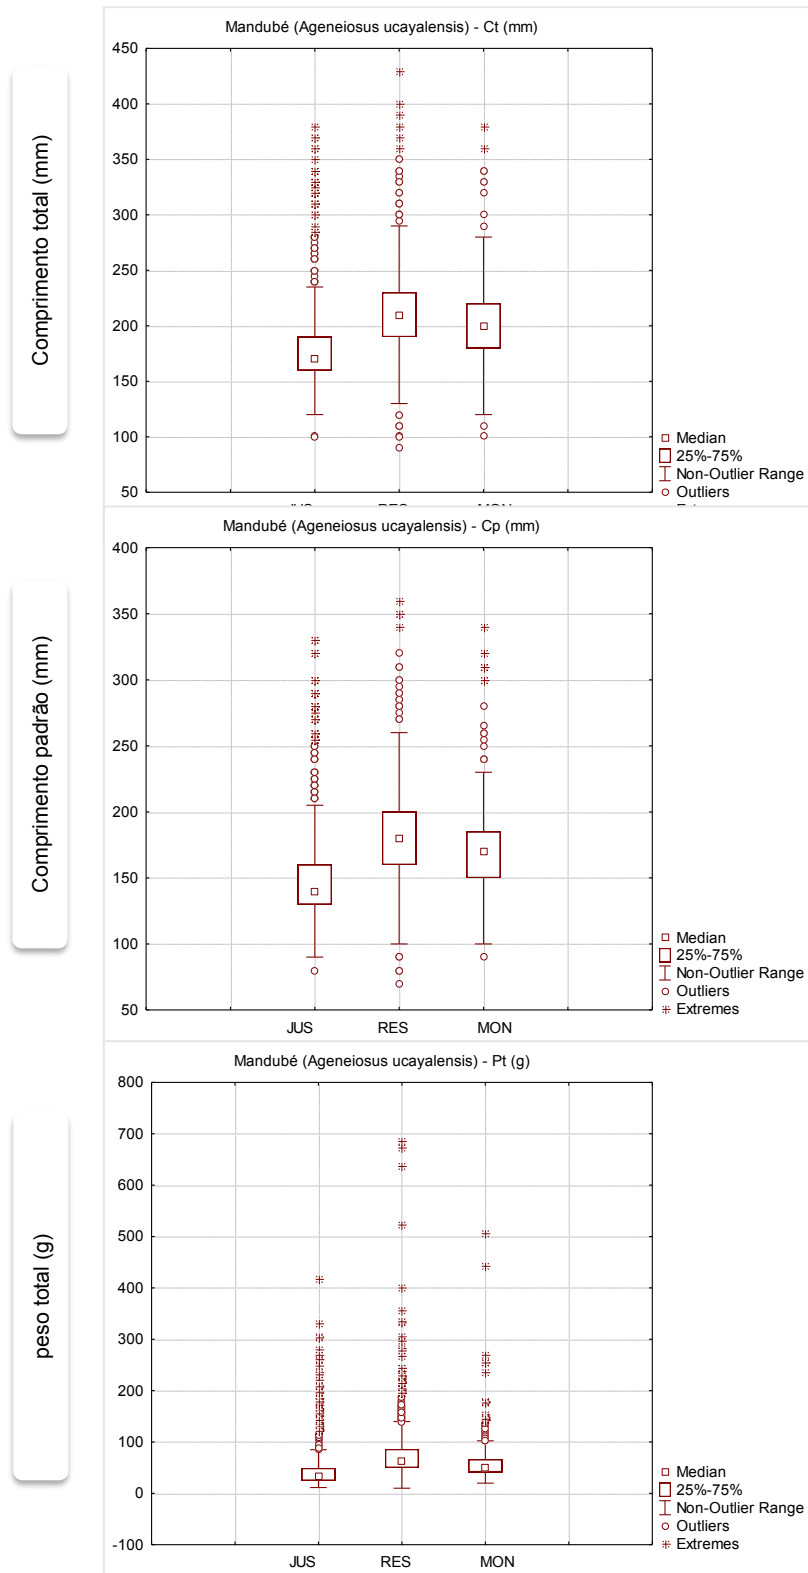 Comprimento total (mm)
Mandubé (Ageneiosus ucayalensis) - Ct (mm)
450
400
350
300
250
200
150
100
50
JUS RES MON
Median
25%-75%
Non-Outlier Range
Outliers
Extremes
Comprimento padrão (mm)
Mandubé (Ageneiosus ucayalensis) - Cp (mm)
400
350
300
250
200
150
100
50
JUS RES MON
Median
25%-75%
Non-Outlier Range
Outliers
Extremes
peso total (g)
Mandubé (Ageneiosus ucayalensis) - Pt (g)
800
700
600
500
400
300
200
100
0
-100
JUS RES MON
Median
25%-75%
Non-Outlier Range
Outliers
Extremes